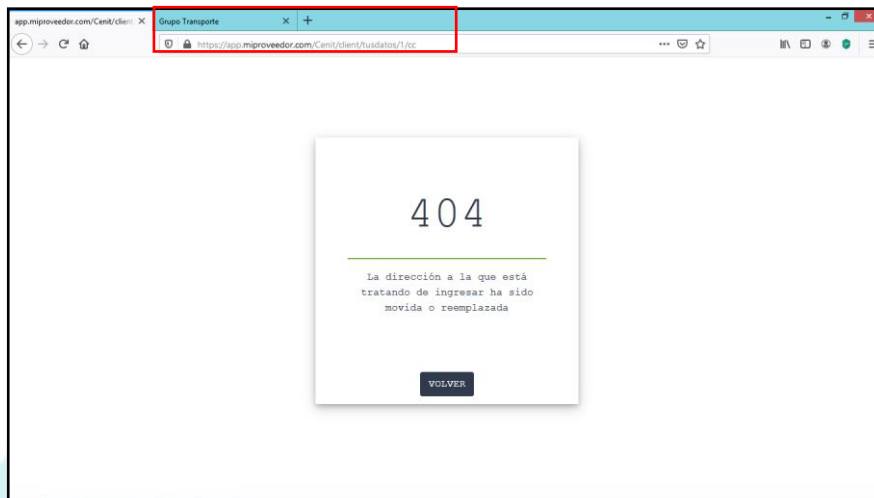 app.miproveedor.com/Cenit/client
Grupo Transporte
https://app.miproveedor.com/Cenit/client/tusdatos/1/cc
404
La dirección a la que está
tratando de ingresar ha sido
movida o reemplazada
VOLVER